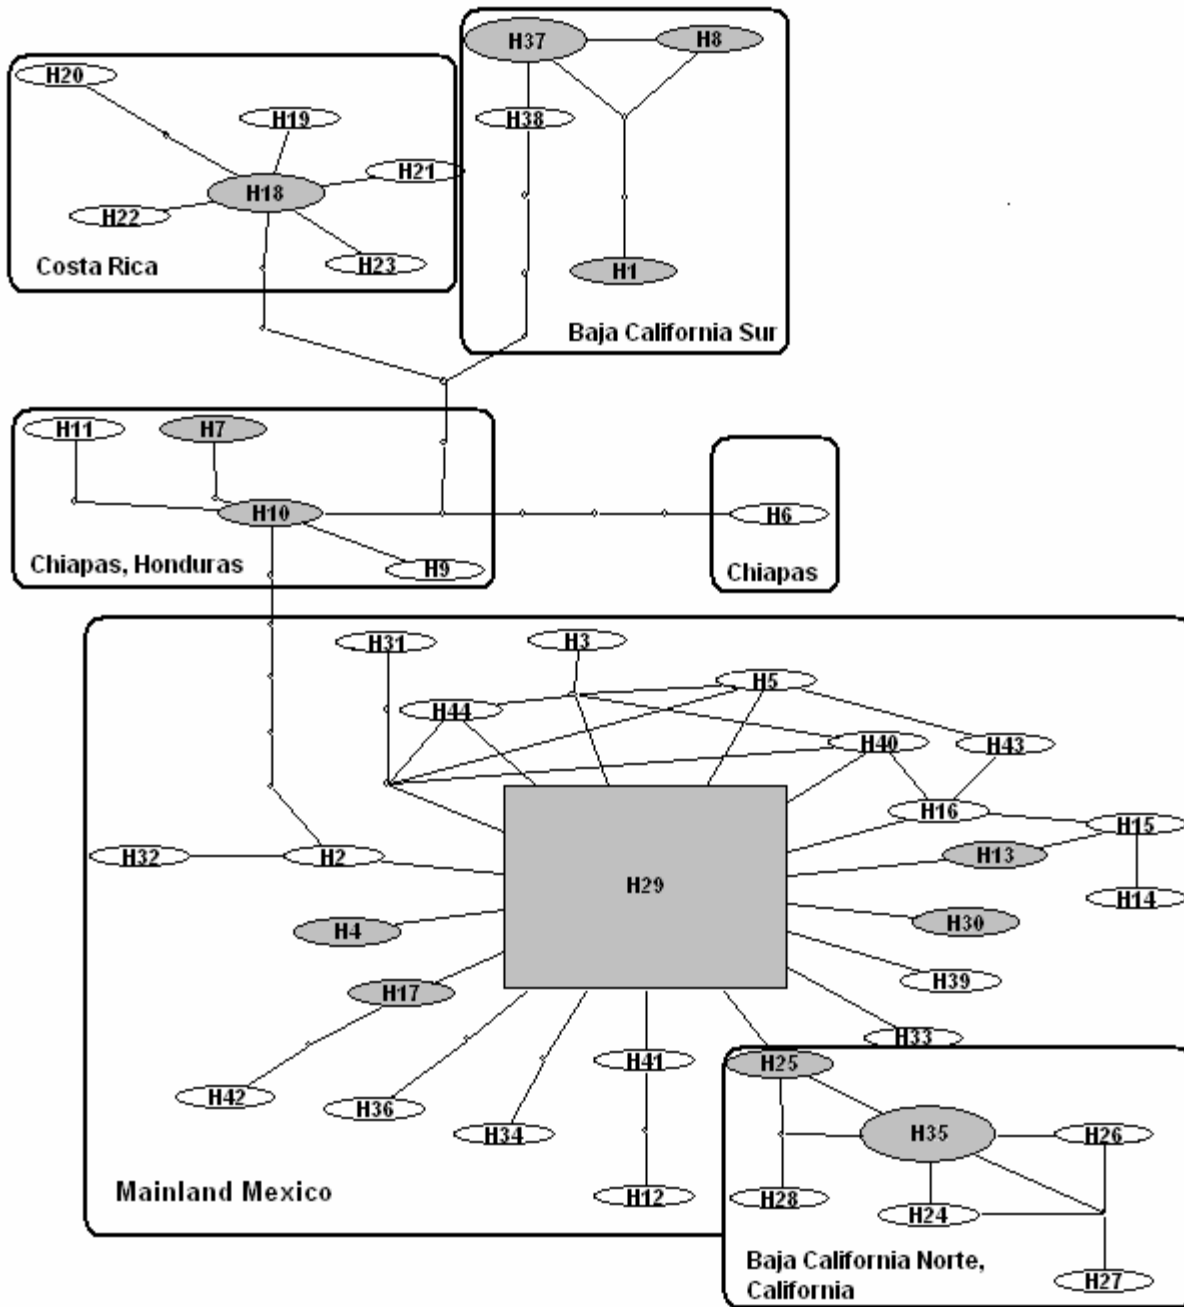 H37
H8
H20
H19
H38
H21
H18
H22
H23
H1
Costa Rica
Baja California Sur
H11
H7
H10
H6
H9
Chiapas, Honduras
Chiapas
H31
H3
H5
H44
H40
H43
H16
H15
H32
H2
H13
H29
H14
H4
H30
H17
H39
H33
H41
H25
H42
H36
H34
H35
H26
H12
H28
H24
Mainland Mexico
Baja California Norte,
California
H27